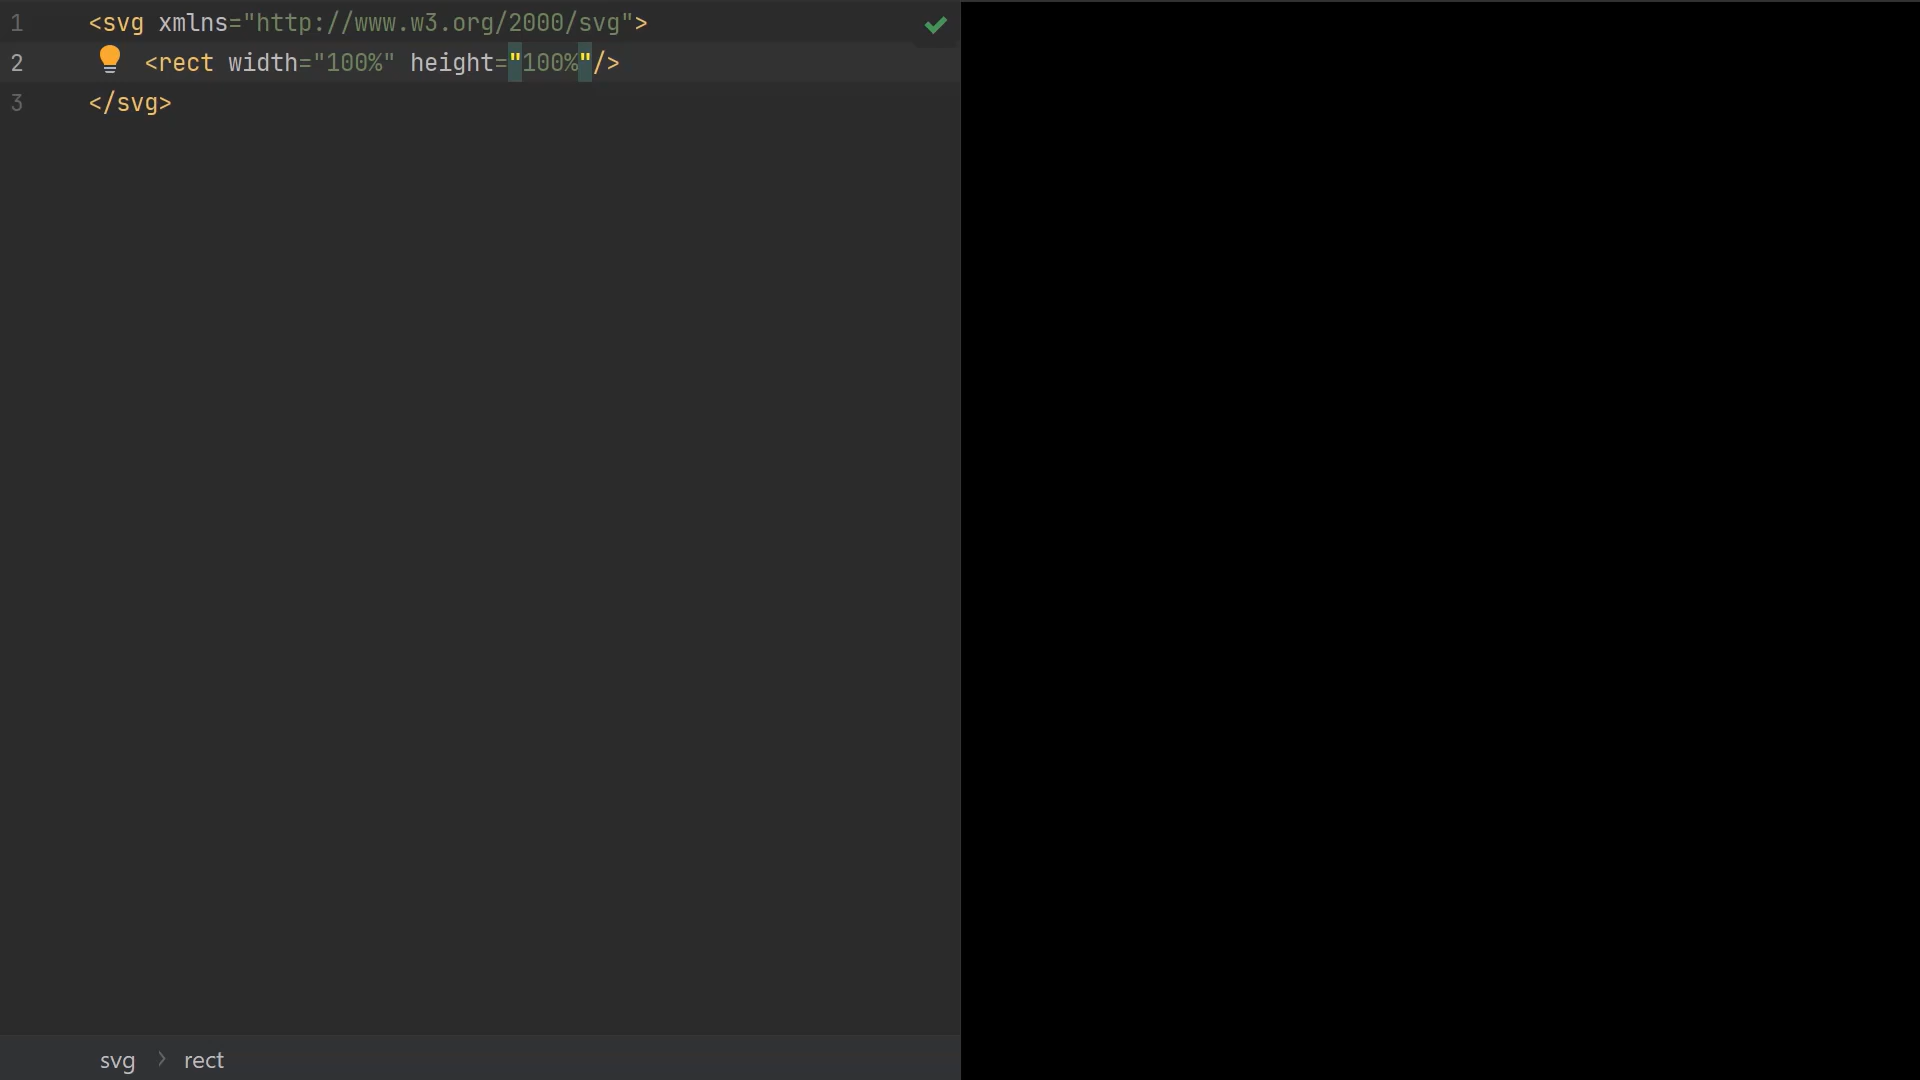 1 <svg xmlns="http://www.w3.org/2000/svg">
2 <rect width="100%" height="100%"/>
3 </svg>
svg > rect